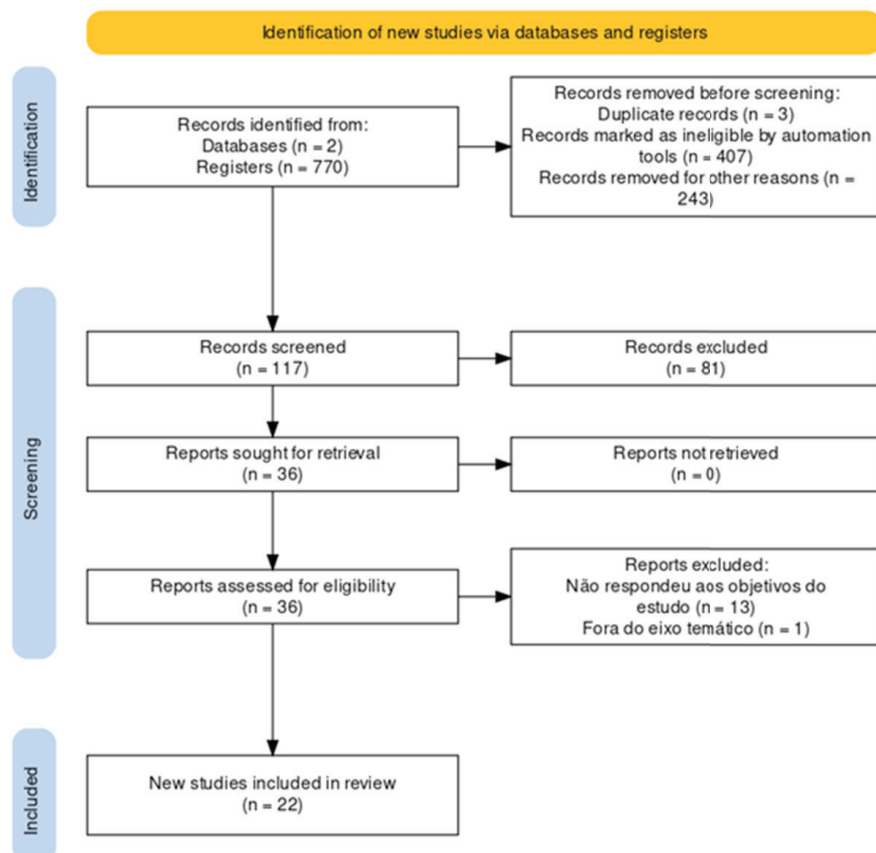 Identification of new studies via databases and registers
Identification
Records identified from:
Databases (n = 2)
Registers (n = 770)
Records removed before screening:
Duplicate records (n = 3)
Records marked as ineligible by automation
tools (n = 407)
Records removed for other reasons (n =
243)
Screening
Records screened
(n = 117)
Records excluded
(n = 81)
Reports sought for retrieval
(n = 36)
Reports not retrieved
(n = 0)
Reports assessed for eligibility
(n = 36)
Reports excluded:
Não respondeu aos objetivos do
estudo (n = 13)
Fora do eixo temático (n = 1)
Included
New studies included in review
(n = 22)